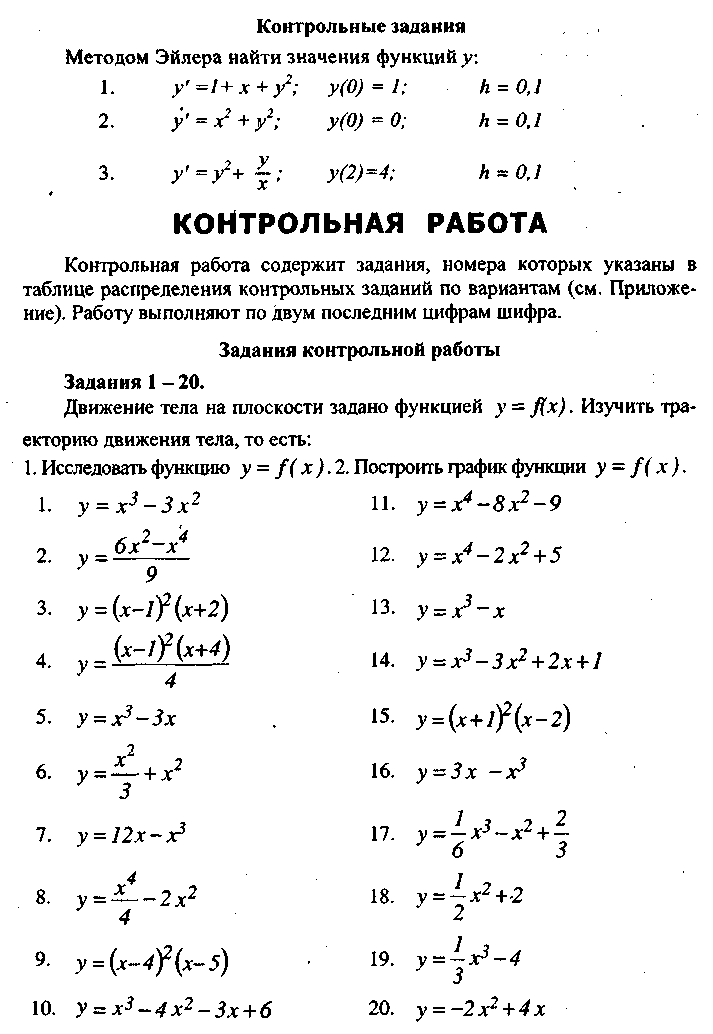 Контрольные задания
Методом Эйлера найти значения функций y:
1. y' =1+ x + y²; y(0) = 1; h = 0,1
2. y' = x² + y²; y(0) = 0; h = 0,1
3. y' = y²+ y/x ; y(2)=4; h = 0,1
КОНТРОЛЬНАЯ РАБОТА
Контрольная работа содержит задания, номера которых указаны в
таблице распределения контрольных заданий по вариантам (см. Приложе-
ние). Работу выполняют по двум последним цифрам шифра.
Задания контрольной работы
Задания 1 – 20.
Движение тела на плоскости задано функцией y = f(x). Изучить тра-
екторию движения тела, то есть:
1. Исследовать функцию y = f( x ). 2. Построить график функции y = f( x ).
1. y = x³ – 3x² 11. y = x⁴ – 8x² – 9
2. y = (6x² – x⁴)/9 12. y = x⁴ – 2x² + 5
3. y = (x–1)²(x+2) 13. y = x³ – x
4. y = (x–1)²(x+4)/4 14. y = x³ – 3x² + 2x + 1
5. y = x³ – 3x 15. y = (x+1)²(x–2)
6. y = x²/3 + x² 16. y = 3x – x³
7. y = 12x – x³ 17. y = 1/6 x³ – x² + 2/3
8. y = x⁴/4 – 2x² 18. y = 1/2 x² + 2
9. y = (x–4)²(x–5) 19. y = 1/3 x³ – 4
10. y = x³ – 4x² – 3x + 6 20. y = –2x² + 4x